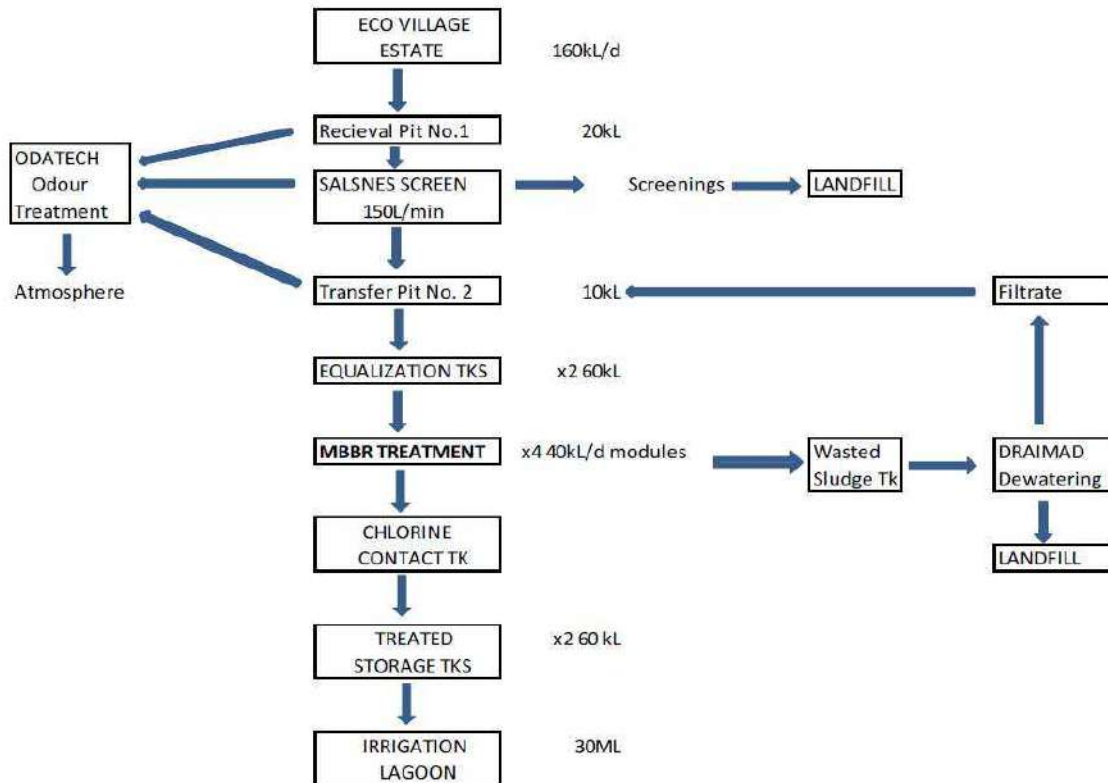 ECO VILLAGE
ESTATE
160kL/d
Recieval Pit No.1
20kL
ODATECH
Odour
Treatment
SALSNES SCREEN
150L/min
Screenings
LANDFILL
Atmosphere
Transfer Pit No. 2
10kL
Filtrate
EQUALIZATION TKS
x2 60kL
MBBR TREATMENT
x4 40kL/d modules
Wasted
Sludge Tk
DRAIMAD
Dewatering
CHLORINE
CONTACT TK
LANDFILL
TREATED
STORAGE TKS
x2 60 kL
IRRIGATION
LAGOON
30ML